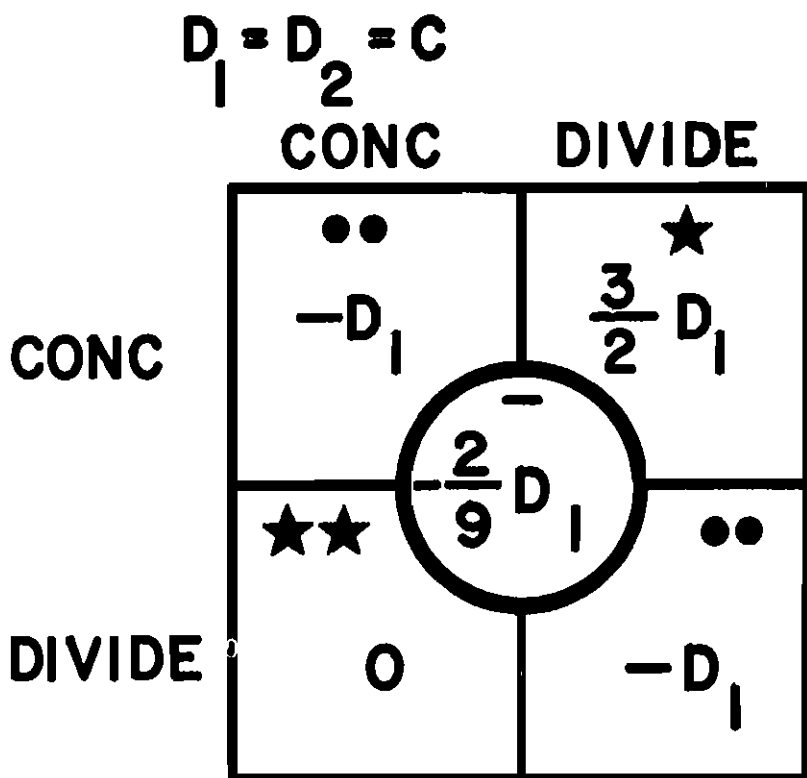 D₁ = D₂ = C
CONC DIVIDE
●● ★
CONC −D₁ 3/2 D₁
−
-2/9 D₁
★★ ●●
DIVIDE 0 −D₁